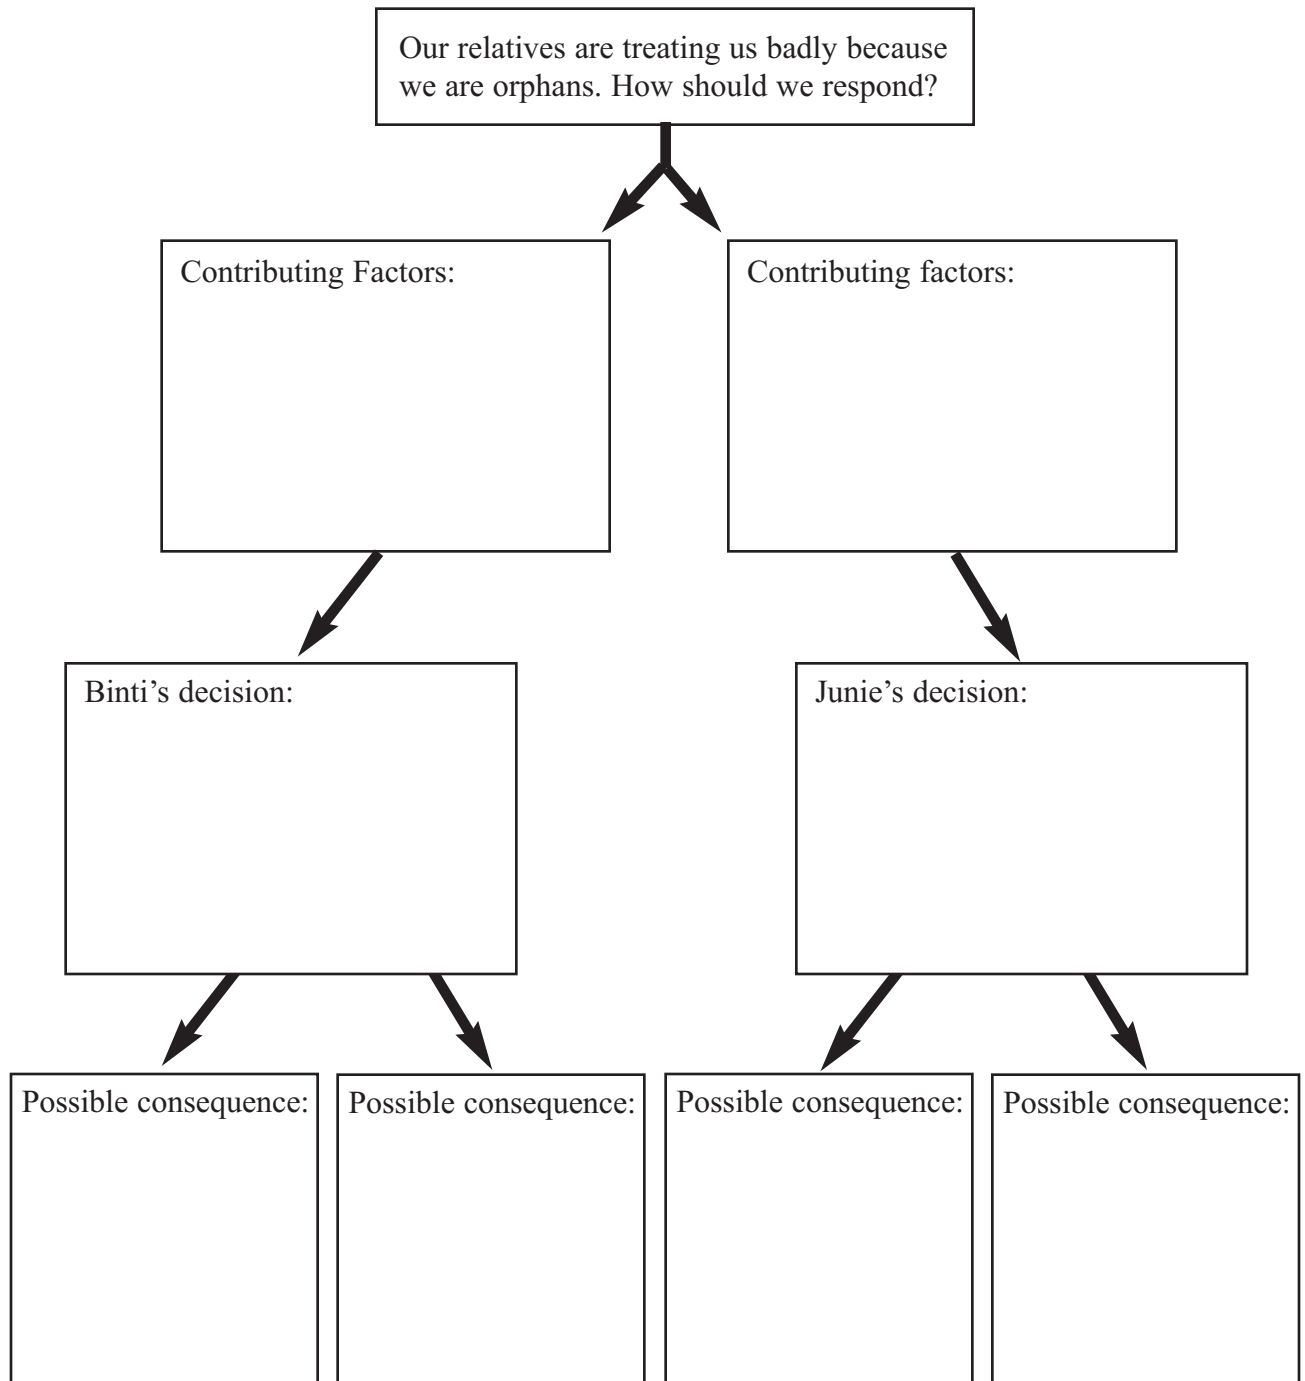 Our relatives are treating us badly because
we are orphans. How should we respond?
Contributing Factors:
Contributing factors:
Binti’s decision:
Junie’s decision:
Possible consequence:
Possible consequence:
Possible consequence:
Possible consequence: